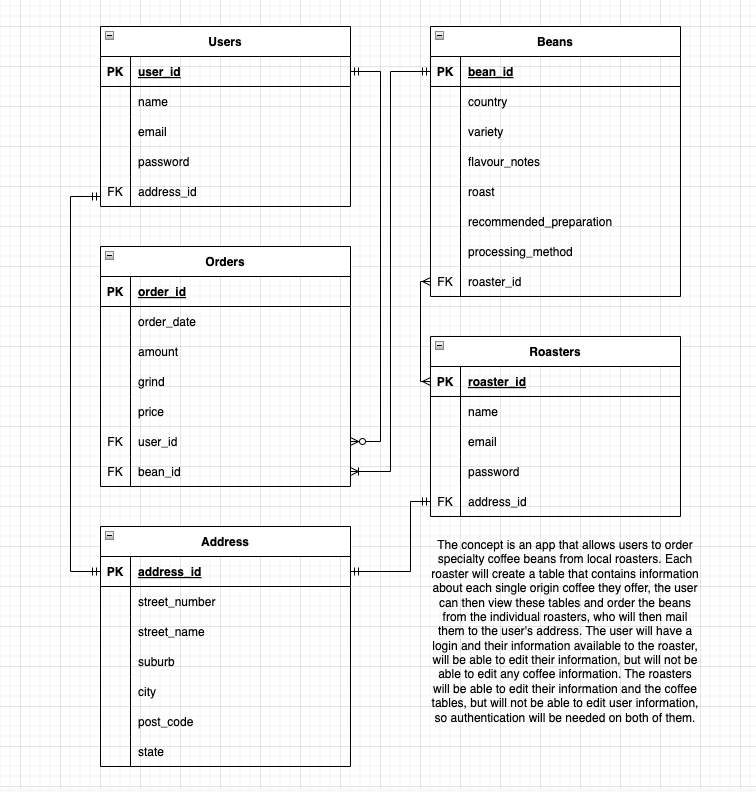 Users
PK user_id
name
email
password
FK address_id
Orders
PK order_id
order_date
amount
grind
price
FK user_id
FK bean_id
Address
PK address_id
street_number
street_name
suburb
city
post_code
state
Beans
PK bean_id
country
variety
flavour_notes
roast
recommended_preparation
processing_method
FK roaster_id
Roasters
PK roaster_id
name
email
password
FK address_id
The concept is an app that allows users to order
specialty coffee beans from local roasters. Each
roaster will create a table that contains information
about each single origin coffee they offer, the user
can then view these tables and order the beans
from the individual roasters, who will then mail
them to the user's address. The user will have a
login and their information available to the roaster,
will be able to edit their information, but will not be
able to edit any coffee information. The roasters
will be able to edit their information and the coffee
tables, but will not be able to edit user information,
so authentication will be needed on both of them.